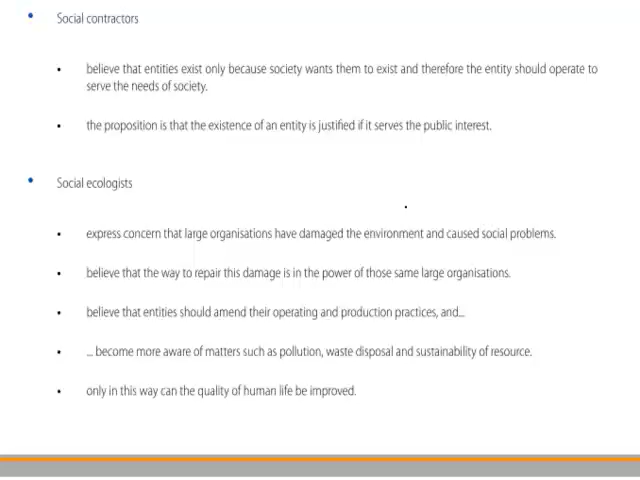 Social contractors
believe that entities exist only because society wants them to exist and therefore the entity should operate to
serve the needs of society.
the proposition is that the existence of an entity is justified if it serves the public interest.
Social ecologists
express concern that large organisations have damaged the environment and caused social problems.
believe that the way to repair this damage is in the power of those same large organisations.
believe that entities should amend their operating and production practices, and...
... become more aware of matters such as pollution, waste disposal and sustainability of resource.
only in this way can the quality of human life be improved.